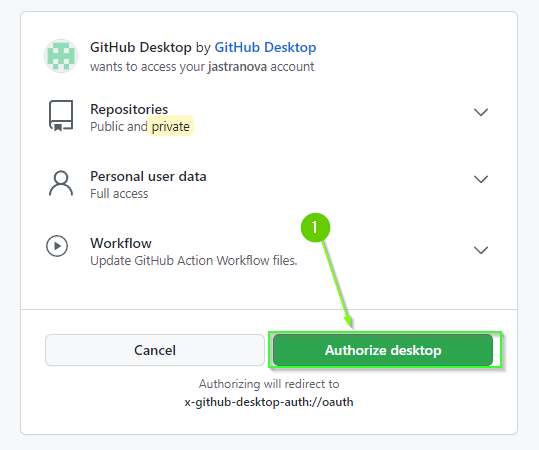 GitHub Desktop by GitHub Desktop
wants to access your jastranova account
Repositories
Public and private
Personal user data
Full access
1
Workflow
Update GitHub Action Workflow files.
Cancel
Authorize desktop
Authorizing will redirect to
x-github-desktop-auth://oauth